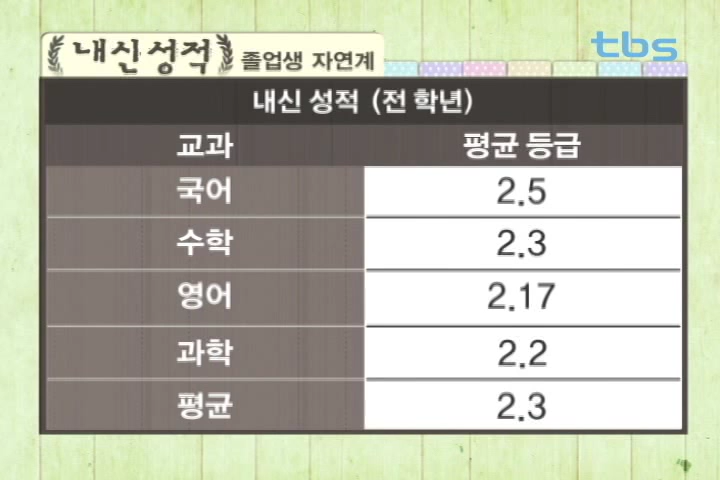 tbs
내신성적 졸업생 자연계
내신 성적 (전 학년)
교과 평균 등급
국어 2.5
수학 2.3
영어 2.17
과학 2.2
평균 2.3